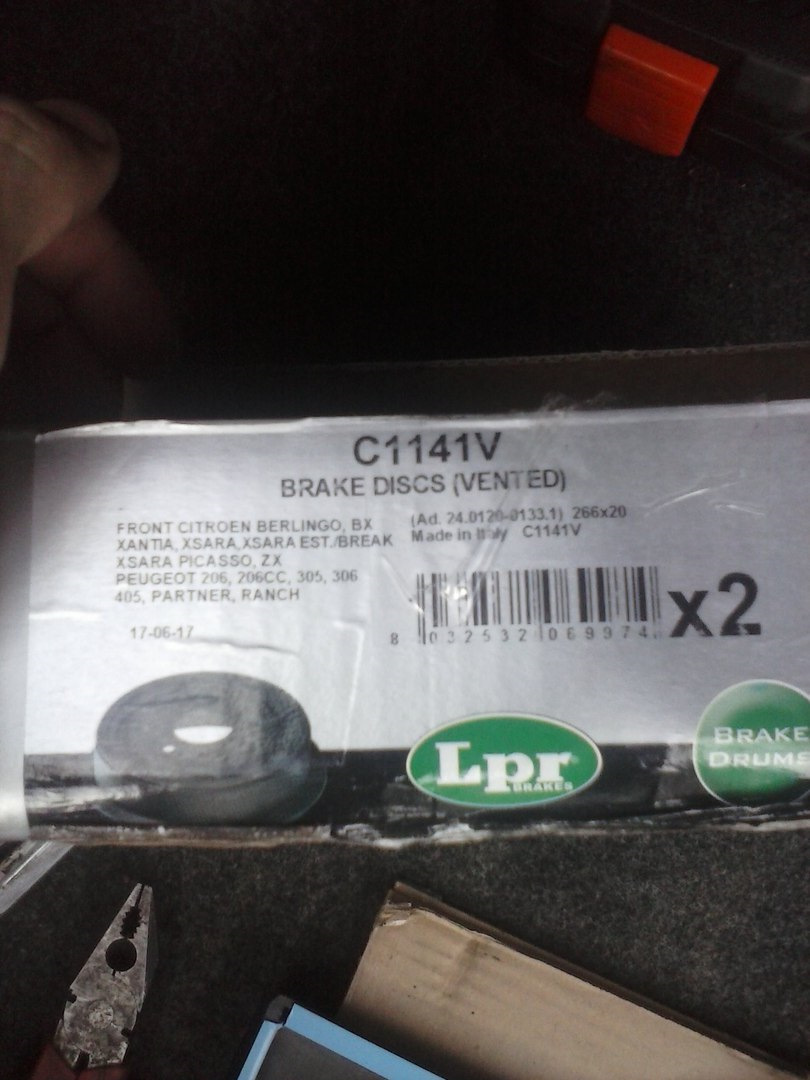 C1141V
BRAKE DISCS (VENTED)
FRONT CITROEN BERLINGO, BX
XANTIA, XSARA,XSARA EST./BREAK
XSARA PICASSO, ZX
PEUGEOT 206, 206CC, 305, 306
405, PARTNER, RANCH
17-06-17
(Ad. 24.0120-0133.1) 266x20
Made in Italy C1141V
8 032532 069974
x2
Lpr
BRAKES
BRAKE
DRUMS